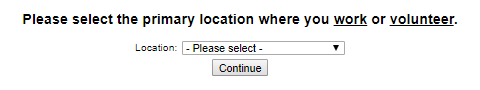 Please select the primary location where you work or volunteer.
Location: - Please select -
Continue